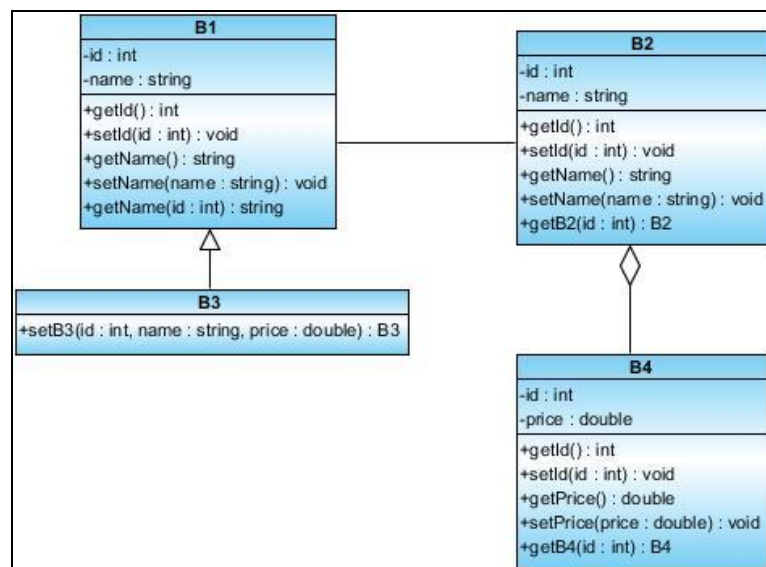 B1
-id : int
-name : string
+getId() : int
+setId(id : int) : void
+getName() : string
+setName(name : string) : void
+getName(id : int) : string
B2
-id : int
-name : string
+getId() : int
+setId(id : int) : void
+getName() : string
+setName(name : string) : void
+getB2(id : int) : B2
B3
+setB3(id : int, name : string, price : double) : B3
B4
-id : int
-price : double
+getId() : int
+setId(id : int) : void
+getPrice() : double
+setPrice(price : double) : void
+getB4(id : int) : B4